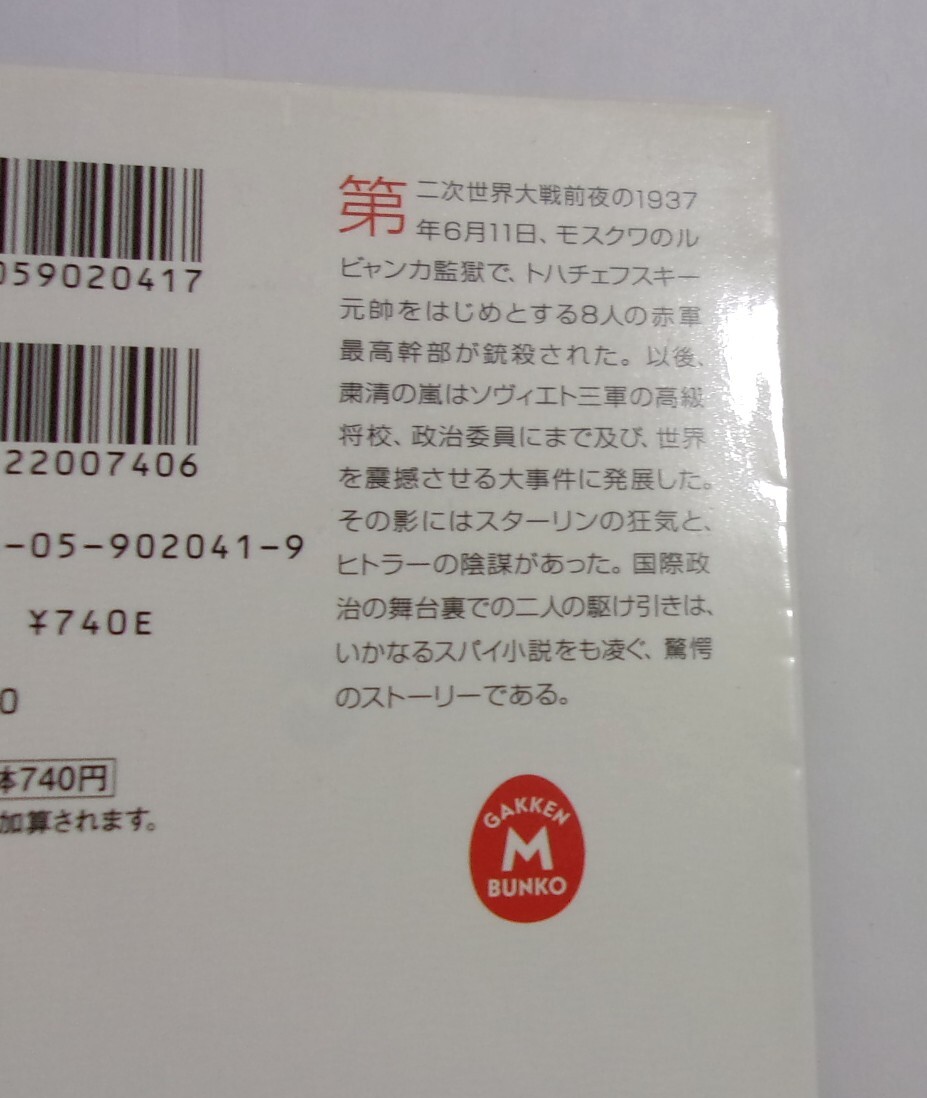 059020417
22007406
-05-902041-9
¥740E
0
体740円
加算されます。
第二次世界大戦前夜の1937
年6月11日、モスクワのル
ビャンカ監獄で、トハチェフスキー
元帥をはじめとする8人の赤軍
最高幹部が銃殺された。以後、
粛清の嵐はソヴィエト三軍の高級
将校、政治委員にまで及び、世界
を震撼させる大事件に発展した。
その影にはスターリンの狂気と、
ヒトラーの陰謀があった。国際政
治の舞台裏での二人の駆け引きは、
いかなるスパイ小説をも凌ぐ、驚愕
のストーリーである。
GAKKEN
M
BUNKO